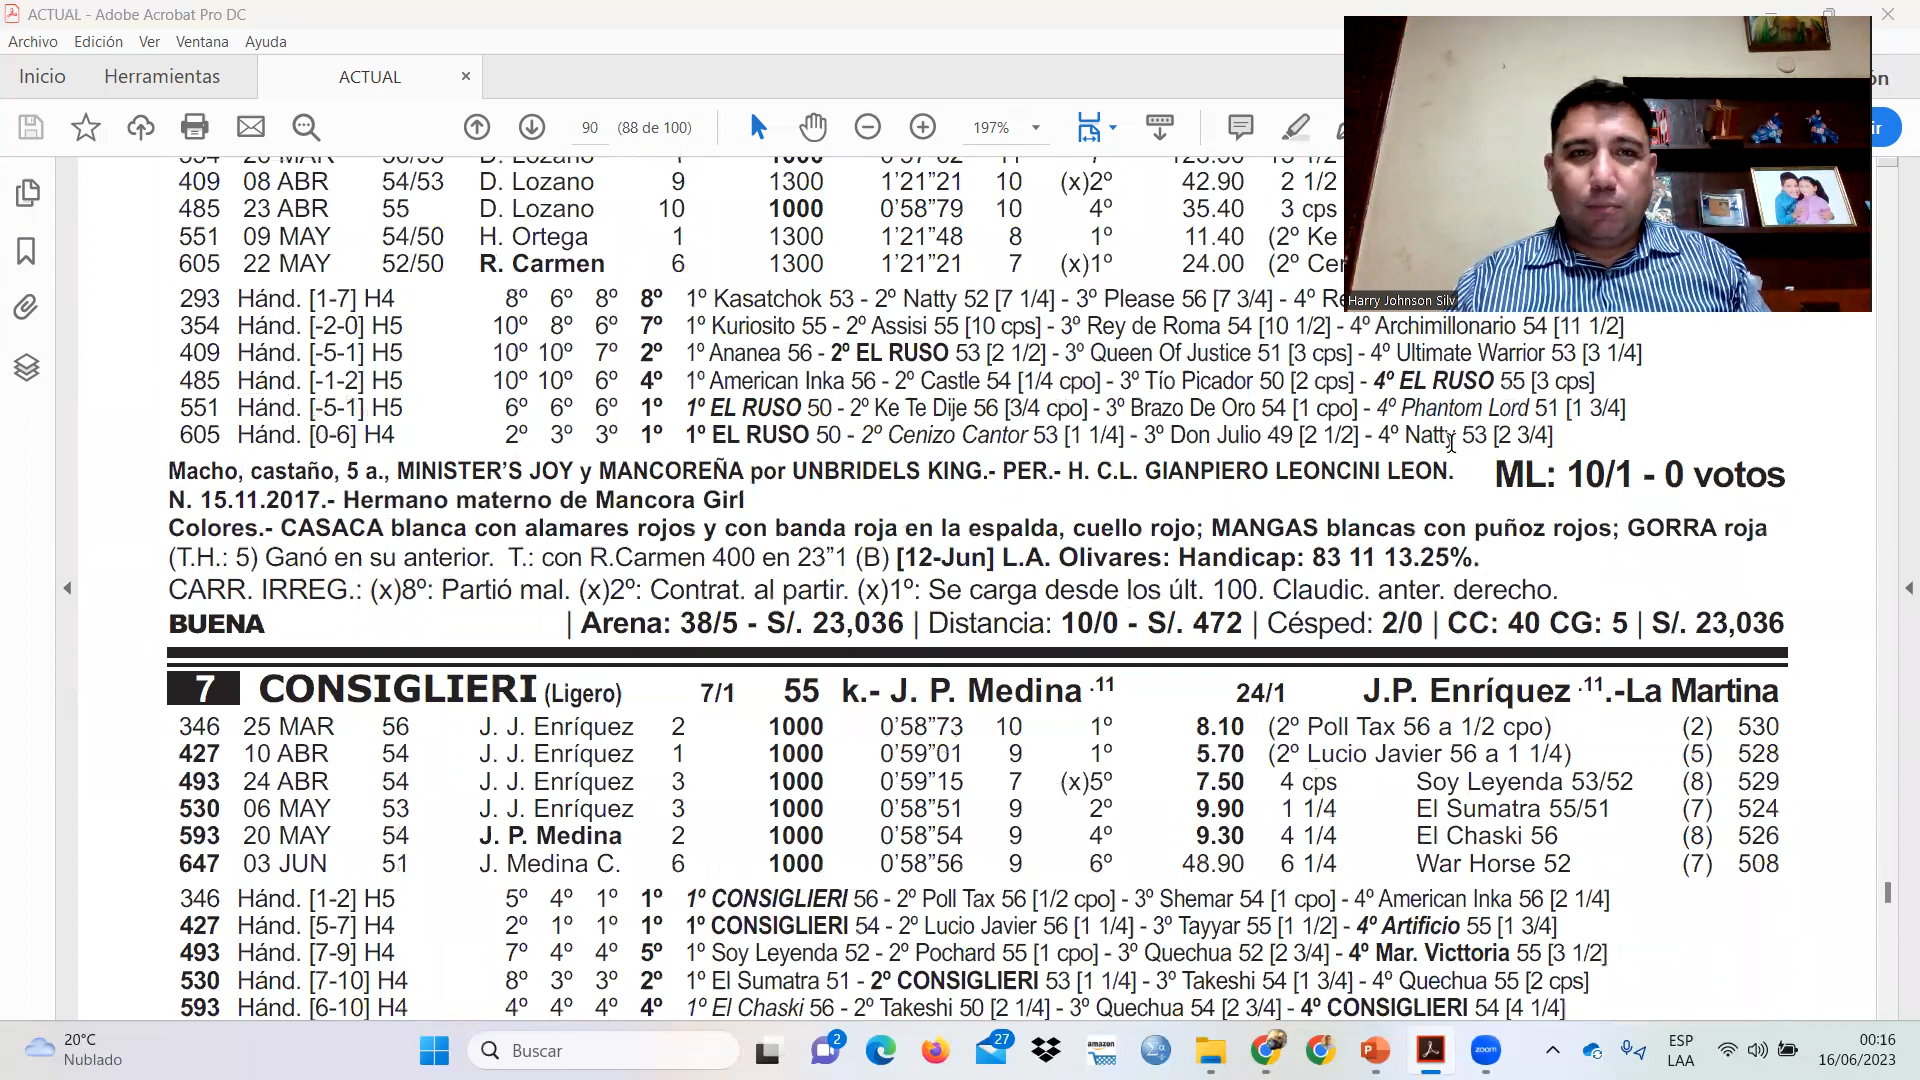 ACTUAL - Adobe Acrobat Pro DC
Archivo Edición Ver Ventana Ayuda
Inicio Herramientas ACTUAL ×
90 (88 de 100) 197%
409 08 ABR 54/53 D. Lozano 9 1300 1'21”21 10 (x)2º 42.90 2 1/2
485 23 ABR 55 D. Lozano 10 1000 0'58”79 10 4º 35.40 3 cps
551 09 MAY 54/50 H. Ortega 1 1300 1'21”48 8 1º 11.40 (2º Ke
605 22 MAY 52/50 R. Carmen 6 1300 1'21”21 7 (x)1º 24.00 (2º Cer
Harry Johnson Silv
293 Hánd. [1-7] H4 8º 6º 8º 8º 1º Kasatchok 53 - 2º Natty 52 [7 1/4] - 3º Please 56 [7 3/4] - 4º Re
354 Hánd. [-2-0] H5 10º 8º 6º 7º 1º Kuriosito 55 - 2º Assisi 55 [10 cps] - 3º Rey de Roma 54 [10 1/2] - 4º Archimillonario 54 [11 1/2]
409 Hánd. [-5-1] H5 10º 10º 7º 2º 1º Ananea 56 - 2º EL RUSO 53 [2 1/2] - 3º Queen Of Justice 51 [3 cps] - 4º Ultimate Warrior 53 [3 1/4]
485 Hánd. [-1-2] H5 10º 10º 6º 4º 1º American Inka 56 - 2º Castle 54 [1/4 cpo] - 3º Tío Picador 50 [2 cps] - 4º EL RUSO 55 [3 cps]
551 Hánd. [-5-1] H5 6º 6º 6º 1º 1º EL RUSO 50 - 2º Ke Te Dije 56 [3/4 cpo] - 3º Brazo De Oro 54 [1 cpo] - 4º Phantom Lord 51 [1 3/4]
605 Hánd. [0-6] H4 2º 3º 3º 1º 1º EL RUSO 50 - 2º Cenizo Cantor 53 [1 1/4] - 3º Don Julio 49 [2 1/2] - 4º Natty 53 [2 3/4]
Macho, castaño, 5 a., MINISTER'S JOY y MANCOREÑA por UNBRIDELS KING.- PER.- H. C.L. GIANPIERO LEONCINI LEON. ML: 10/1 - 0 votos
N. 15.11.2017.- Hermano materno de Mancora Girl
Colores.- CASACA blanca con alamares rojos y con banda roja en la espalda, cuello rojo; MANGAS blancas con puñoz rojos; GORRA roja
(T.H.: 5) Ganó en su anterior. T.: con R.Carmen 400 en 23”1 (B) [12-Jun] L.A. Olivares: Handicap: 83 11 13.25%.
CARR. IRREG.: (x)8º: Partió mal. (x)2º: Contrat. al partir. (x)1º: Se carga desde los últ. 100. Claudic. anter. derecho.
BUENA | Arena: 38/5 - S/. 23,036 | Distancia: 10/0 - S/. 472 | Césped: 2/0 | CC: 40 CG: 5 | S/. 23,036
7 CONSIGLIERI (Ligero) 7/1 55 k.- J. P. Medina .11 24/1 J.P. Enríquez .11.-La Martina
346 25 MAR 56 J. J. Enríquez 2 1000 0'58”73 10 1º 8.10 (2º Poll Tax 56 a 1/2 cpo) (2) 530
427 10 ABR 54 J. J. Enríquez 1 1000 0'59”01 9 1º 5.70 (2º Lucio Javier 56 a 1 1/4) (5) 528
493 24 ABR 54 J. J. Enríquez 3 1000 0'59”15 7 (x)5º 7.50 4 cps Soy Leyenda 53/52 (8) 529
530 06 MAY 53 J. J. Enríquez 3 1000 0'58”51 9 2º 9.90 1 1/4 El Sumatra 55/51 (7) 524
593 20 MAY 54 J. P. Medina 2 1000 0'58”54 9 4º 9.30 4 1/4 El Chaski 56 (8) 526
647 03 JUN 51 J. Medina C. 6 1000 0'58”56 9 6º 48.90 6 1/4 War Horse 52 (7) 508
346 Hánd. [1-2] H5 5º 4º 1º 1º 1º CONSIGLIERI 56 - 2º Poll Tax 56 [1/2 cpo] - 3º Shemar 54 [1 cpo] - 4º American Inka 56 [2 1/4]
427 Hánd. [5-7] H4 2º 1º 1º 1º 1º CONSIGLIERI 54 - 2º Lucio Javier 56 [1 1/4] - 3º Tayyar 55 [1 1/2] - 4º Artificio 55 [1 3/4]
493 Hánd. [7-9] H4 7º 4º 4º 5º 1º Soy Leyenda 52 - 2º Pochard 55 [1 cpo] - 3º Quechua 52 [2 3/4] - 4º Mar. Victtoria 55 [3 1/2]
530 Hánd. [7-10] H4 8º 3º 3º 2º 1º El Sumatra 51 - 2º CONSIGLIERI 53 [1 1/4] - 3º Takeshi 54 [1 3/4] - 4º Quechua 55 [2 cps]
593 Hánd. [6-10] H4 4º 4º 4º 4º 1º El Chaski 56 - 2º Takeshi 50 [2 1/4] - 3º Quechua 54 [2 3/4] - 4º CONSIGLIERI 54 [4 1/4]
20°C
Nublado
Buscar
2
27
amazon
zoom
ESP
LAA
00:16
16/06/2023